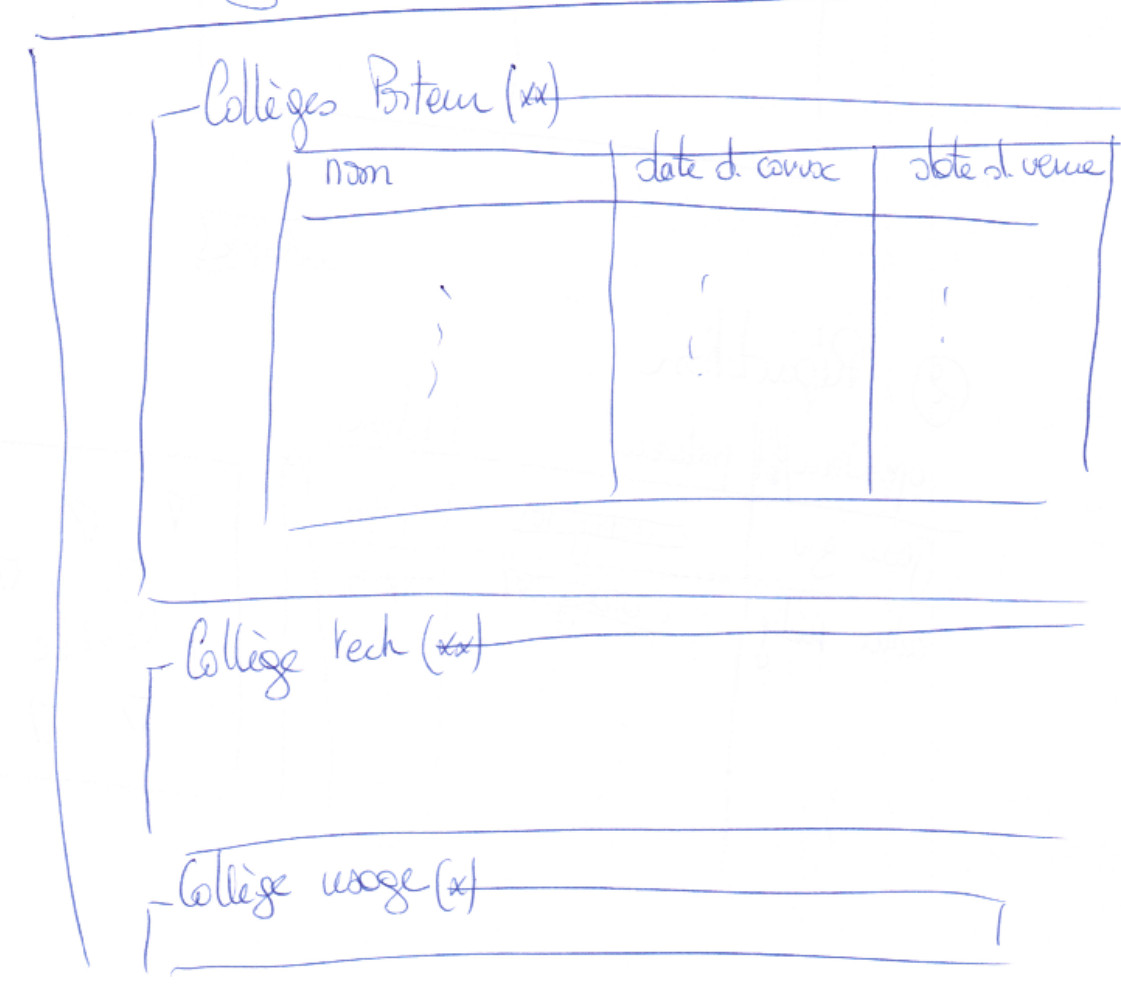 Collèges Porteur (xx)
nom date d. convoc date d. venue
Collège tech (xx)
Collège usage (x)